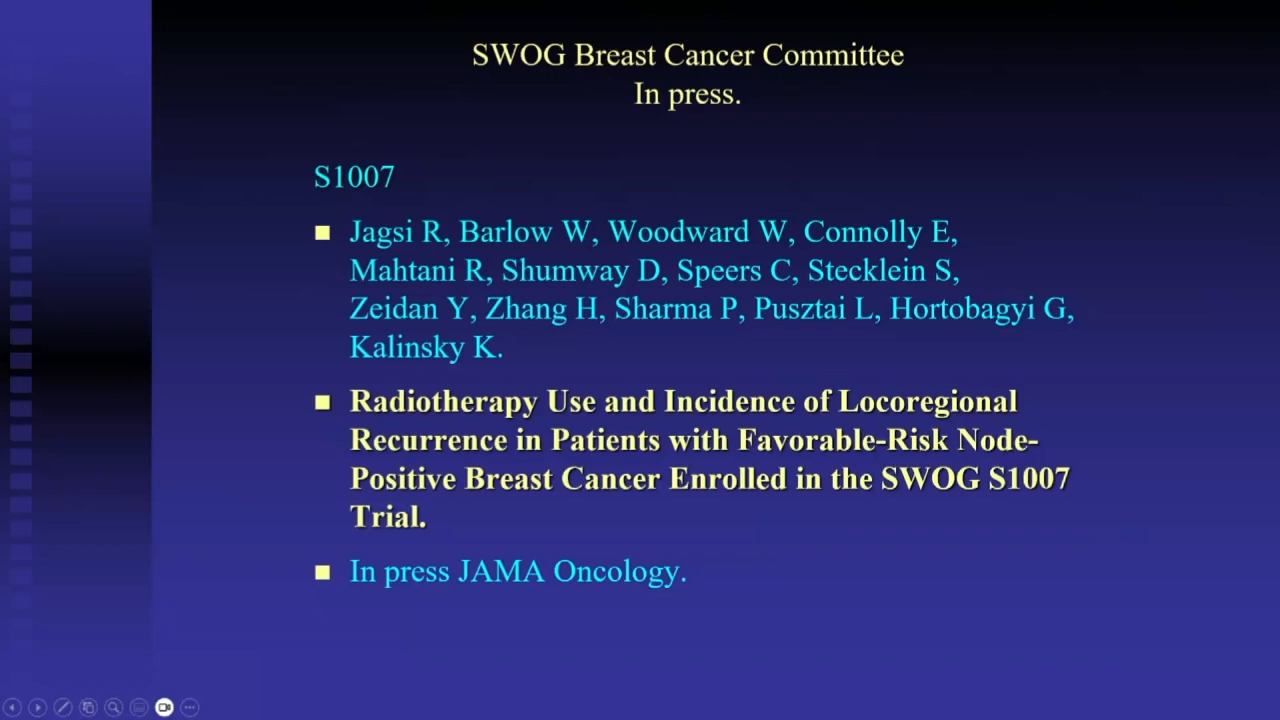 SWOG Breast Cancer Committee
In press.
S1007
Jagsi R, Barlow W, Woodward W, Connolly E,
Mahtani R, Shumway D, Speers C, Stecklein S,
Zeidan Y, Zhang H, Sharma P, Pusztai L, Hortobagyi G,
Kalinsky K.
Radiotherapy Use and Incidence of Locoregional
Recurrence in Patients with Favorable-Risk Node-
Positive Breast Cancer Enrolled in the SWOG S1007
Trial.
In press JAMA Oncology.